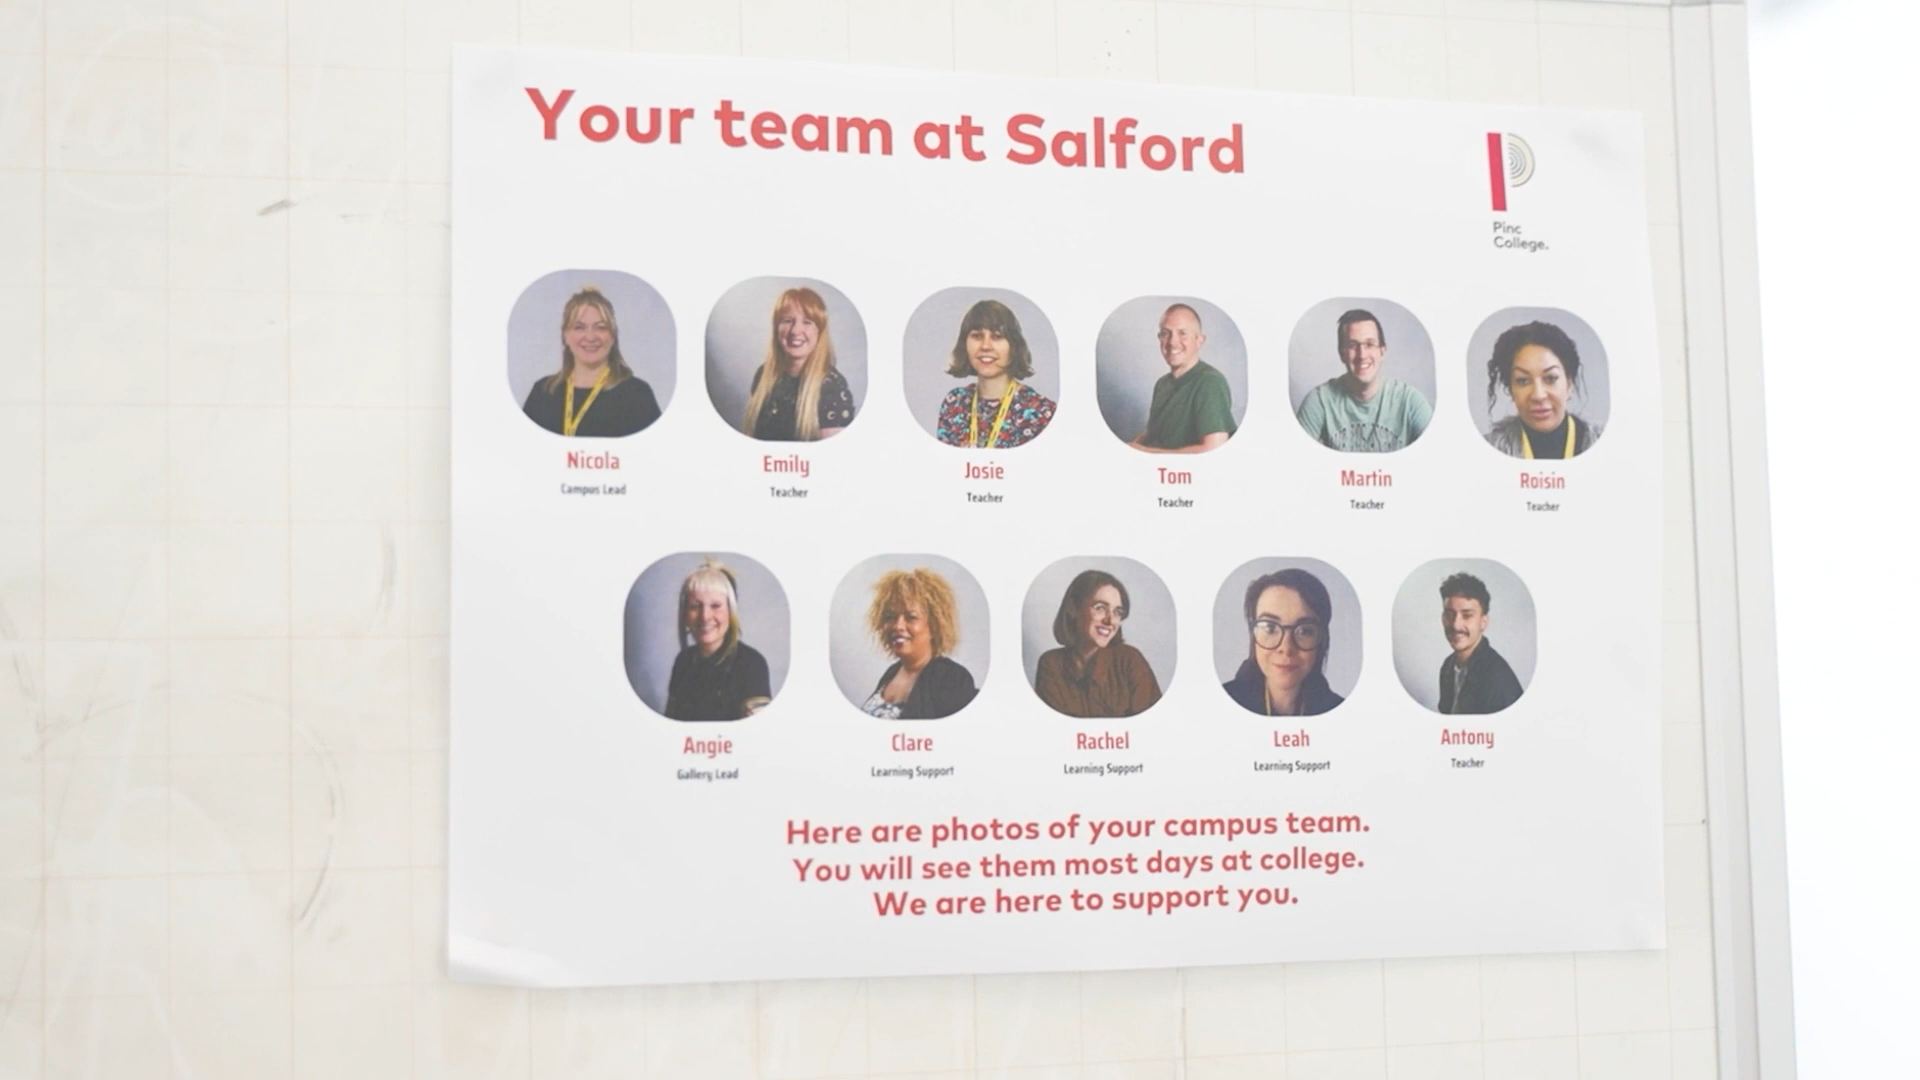 Your team at Salford
Pinc
College.
Nicola
Campus Lead
Emily
Teacher
Josie
Teacher
Tom
Teacher
Martin
Teacher
Roisin
Teacher
Angie
Gallery Lead
Clare
Learning Support
Rachel
Learning Support
Leah
Learning Support
Antony
Teacher
Here are photos of your campus team.
You will see them most days at college.
We are here to support you.